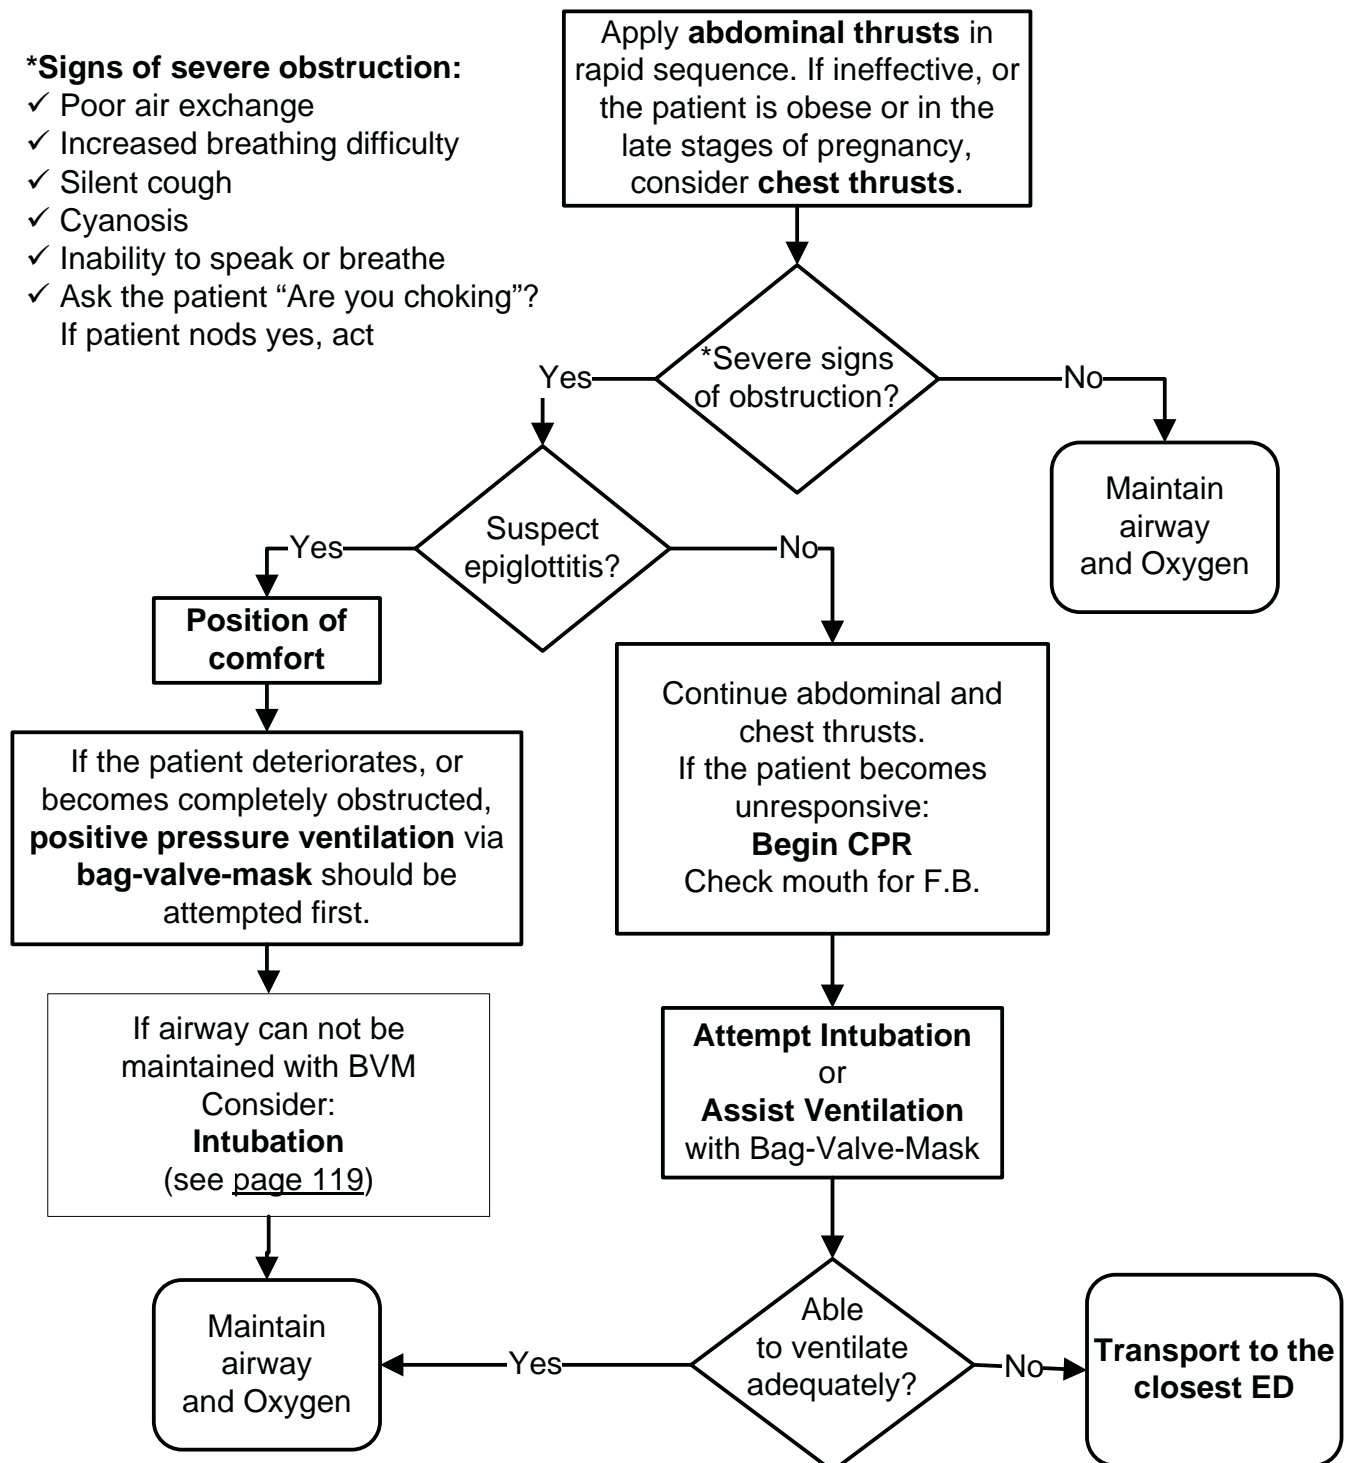 *Signs of severe obstruction:
✓ Poor air exchange
✓ Increased breathing difficulty
✓ Silent cough
✓ Cyanosis
✓ Inability to speak or breathe
✓ Ask the patient “Are you choking”?
If patient nods yes, act
Apply abdominal thrusts in
rapid sequence. If ineffective, or
the patient is obese or in the
late stages of pregnancy,
consider chest thrusts.
*Severe signs
of obstruction?
Yes
No
Maintain
airway
and Oxygen
Suspect
epiglottitis?
Yes
No
Position of
comfort
If the patient deteriorates, or
becomes completely obstructed,
positive pressure ventilation via
bag-valve-mask should be
attempted first.
If airway can not be
maintained with BVM
Consider:
Intubation
(see page 119)
Continue abdominal and
chest thrusts.
If the patient becomes
unresponsive:
Begin CPR
Check mouth for F.B.
Attempt Intubation
or
Assist Ventilation
with Bag-Valve-Mask
Able
to ventilate
adequately?
Yes
No
Maintain
airway
and Oxygen
Transport to the
closest ED